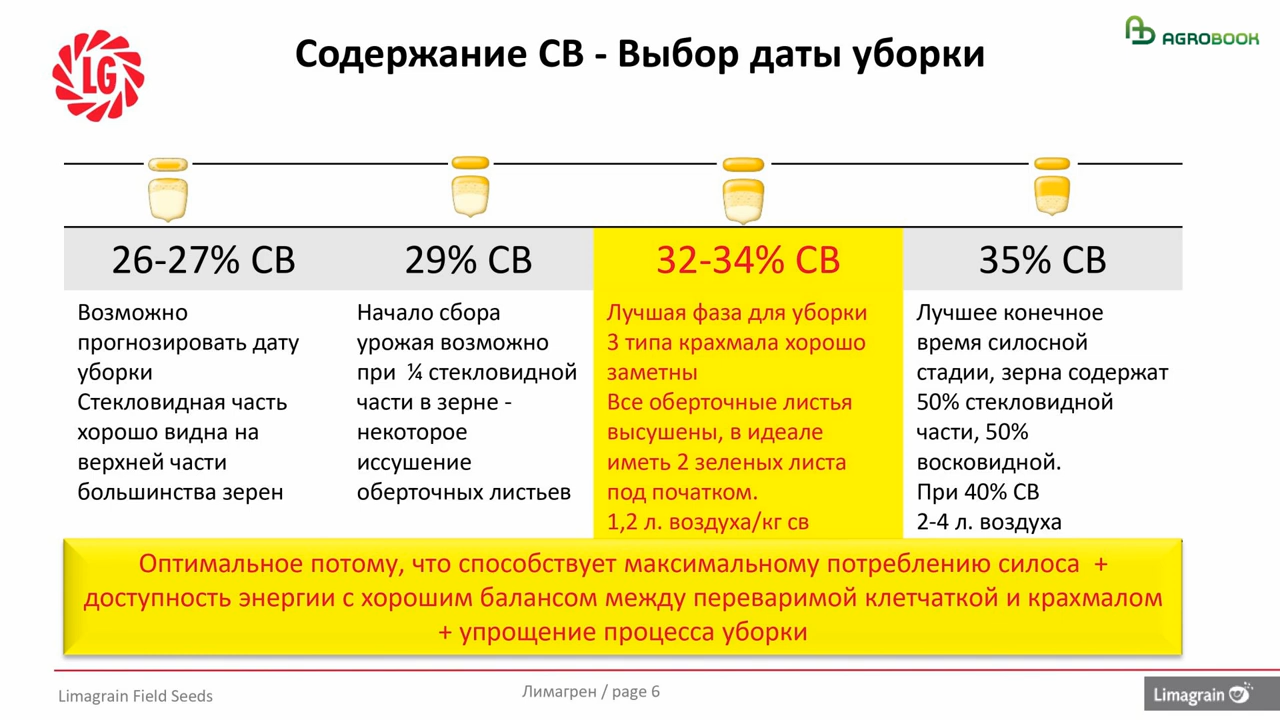 Содержание СВ - Выбор даты уборки
LG
AGROBOOK
26-27% СВ
Возможно
прогнозировать дату
уборки
Стекловидная часть
хорошо видна на
верхней части
большинства зерен
29% СВ
Начало сбора
урожая возможно
при ¼ стекловидной
части в зерне -
некоторое
иссушение
оберточных листьев
32-34% СВ
Лучшая фаза для уборки
3 типа крахмала хорошо
заметны
Все оберточные листья
высушены, в идеале
иметь 2 зеленых листа
под початком.
1,2 л. воздуха/кг св
35% СВ
Лучшее конечное
время силосной
стадии, зерна содержат
50% стекловидной
части, 50%
восковидной.
При 40% СВ
2-4 л. воздуха
Оптимальное потому, что способствует максимальному потреблению силоса +
доступность энергии с хорошим балансом между переваримой клетчаткой и крахмалом
+ упрощение процесса уборки
Limagrain Field Seeds
Лимагрен / page 6
Limagrain